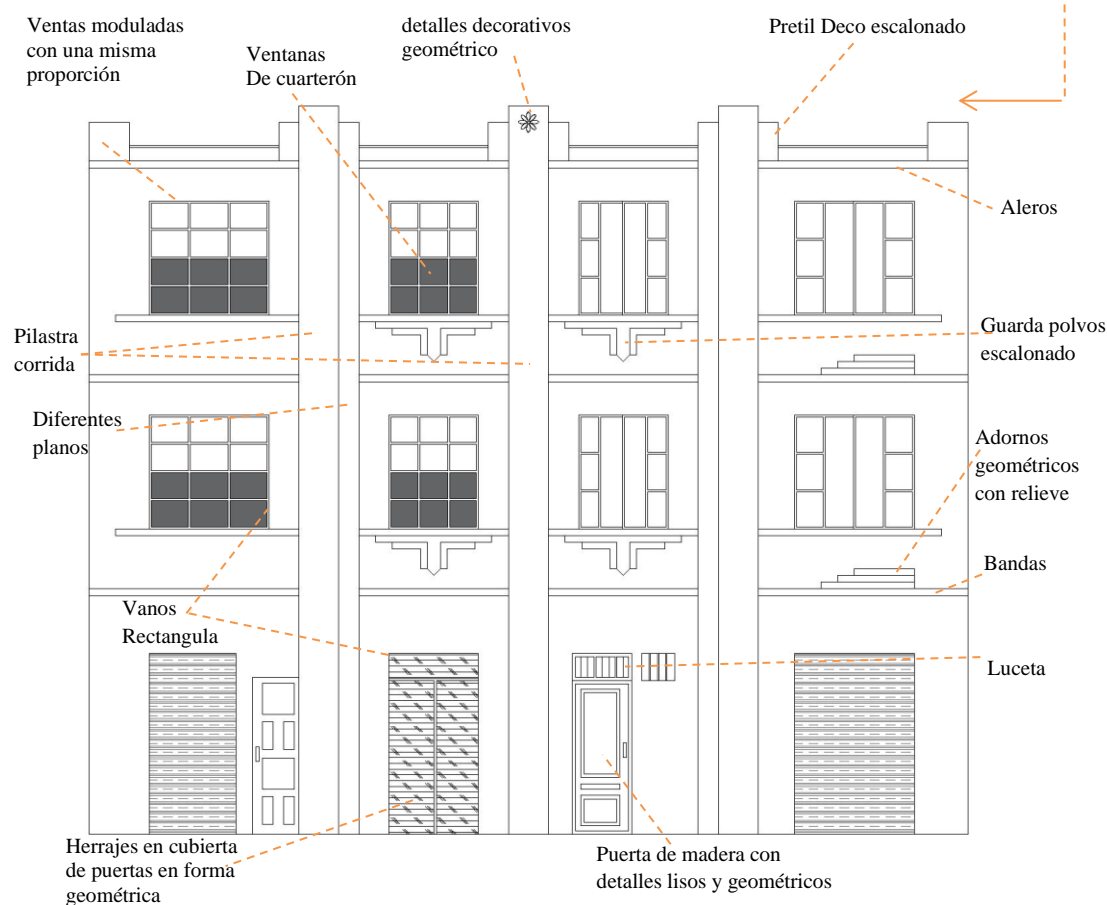 Ventas moduladas
con una misma
proporción
Ventanas
De cuarterón
detalles decorativos
geométrico
Pretil Deco escalonado
Aleros
Pilastra
corrida
Guarda polvos
escalonado
Diferentes
planos
Adornos
geométricos
con relieve
Bandas
Vanos
Rectangula
Luceta
Herrajes en cubierta
de puertas en forma
geométrica
Puerta de madera con
detalles lisos y geométricos